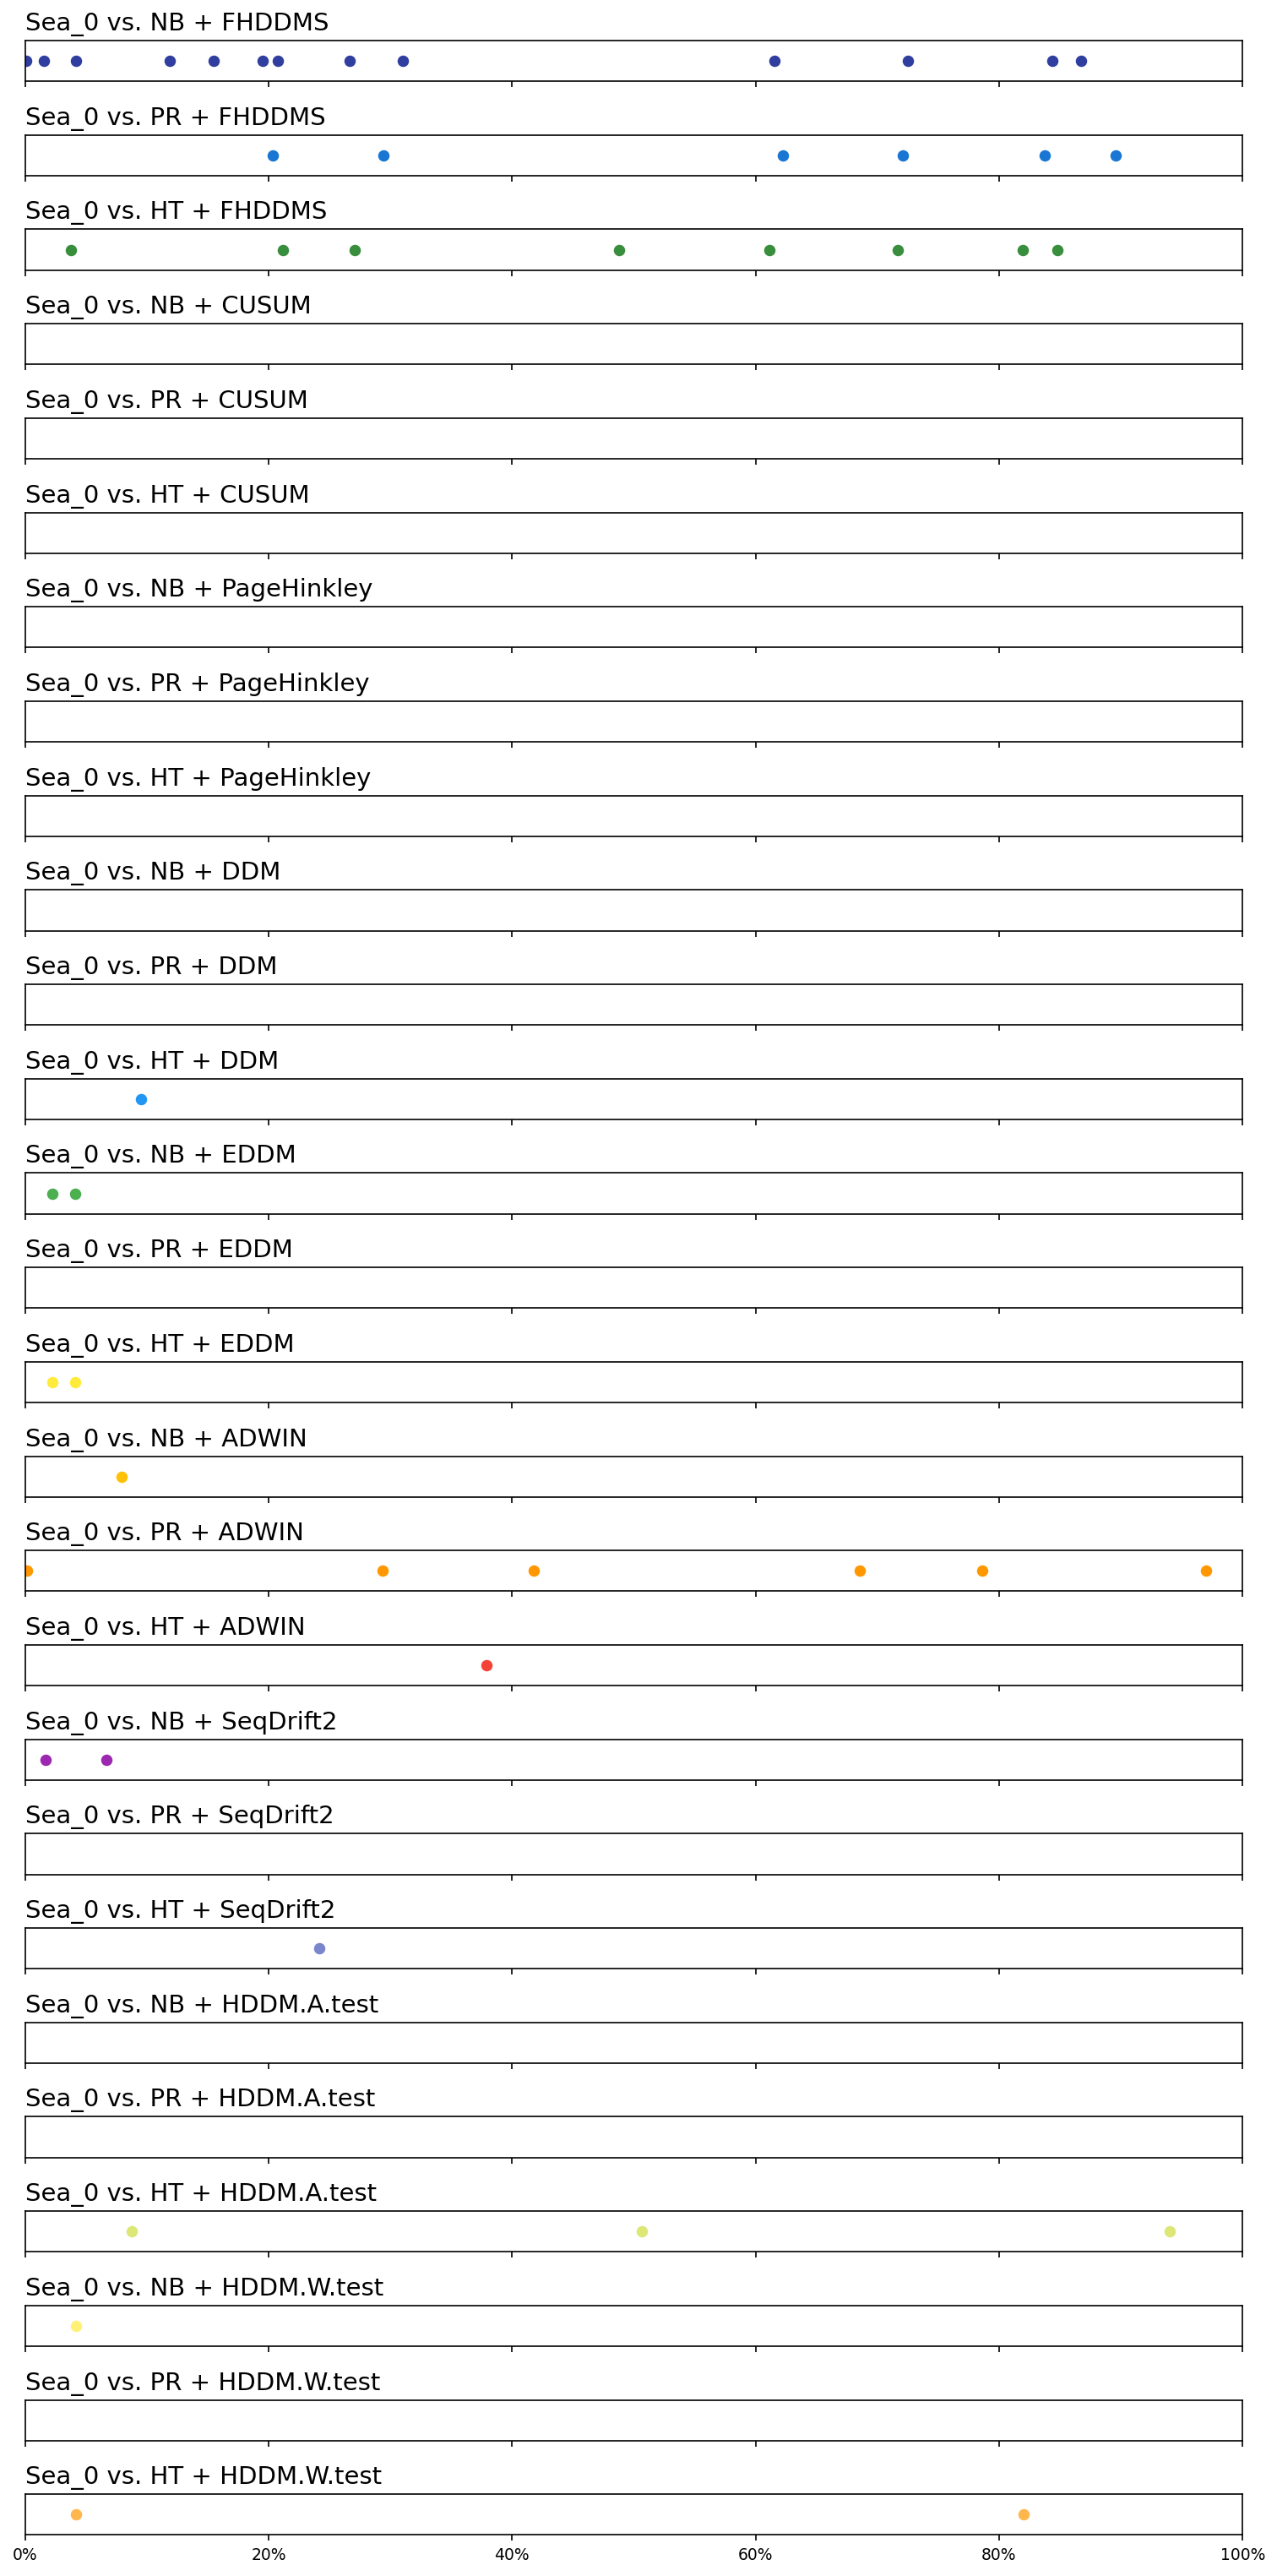 Sea_0 vs. NB + FHDDMS
Sea_0 vs. PR + FHDDMS
Sea_0 vs. HT + FHDDMS
Sea_0 vs. NB + CUSUM
Sea_0 vs. PR + CUSUM
Sea_0 vs. HT + CUSUM
Sea_0 vs. NB + PageHinkley
Sea_0 vs. PR + PageHinkley
Sea_0 vs. HT + PageHinkley
Sea_0 vs. NB + DDM
Sea_0 vs. PR + DDM
Sea_0 vs. HT + DDM
Sea_0 vs. NB + EDDM
Sea_0 vs. PR + EDDM
Sea_0 vs. HT + EDDM
Sea_0 vs. NB + ADWIN
Sea_0 vs. PR + ADWIN
Sea_0 vs. HT + ADWIN
Sea_0 vs. NB + SeqDrift2
Sea_0 vs. PR + SeqDrift2
Sea_0 vs. HT + SeqDrift2
Sea_0 vs. NB + HDDM.A.test
Sea_0 vs. PR + HDDM.A.test
Sea_0 vs. HT + HDDM.A.test
Sea_0 vs. NB + HDDM.W.test
Sea_0 vs. PR + HDDM.W.test
Sea_0 vs. HT + HDDM.W.test
0% 20% 40% 60% 80% 100%